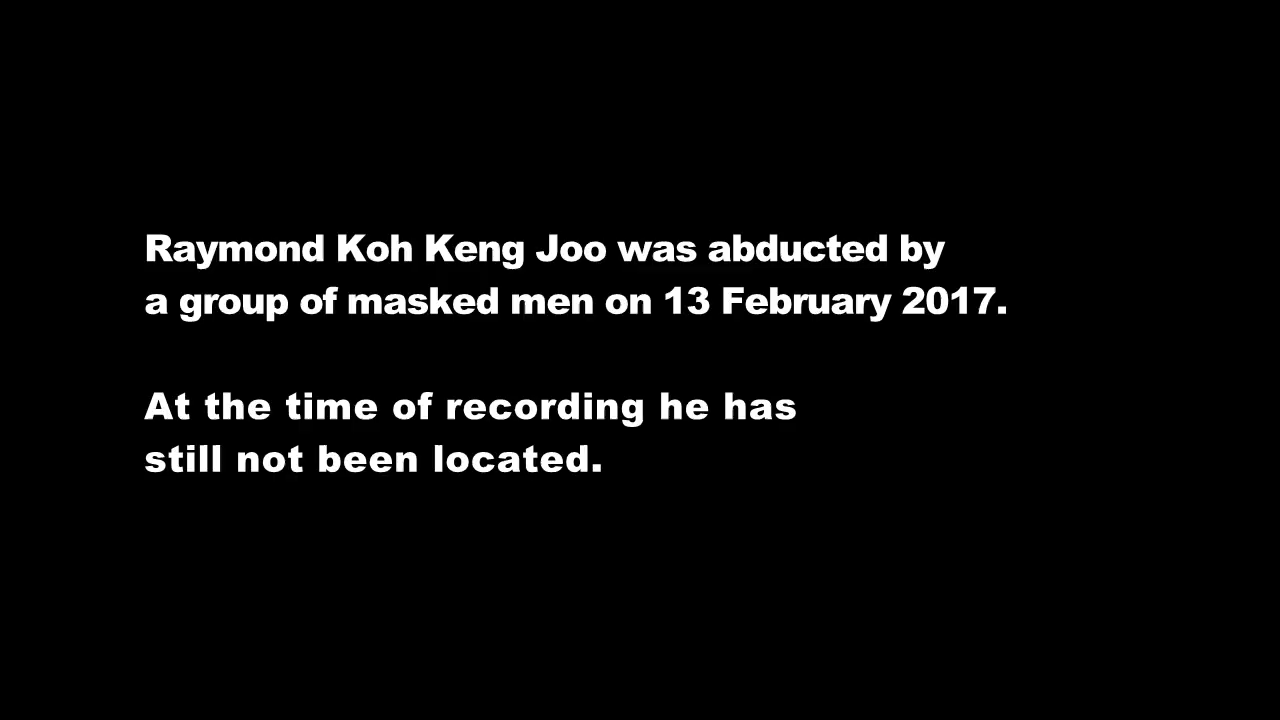 Raymond Koh Keng Joo was abducted by
a group of masked men on 13 February 2017.
At the time of recording he has
still not been located.